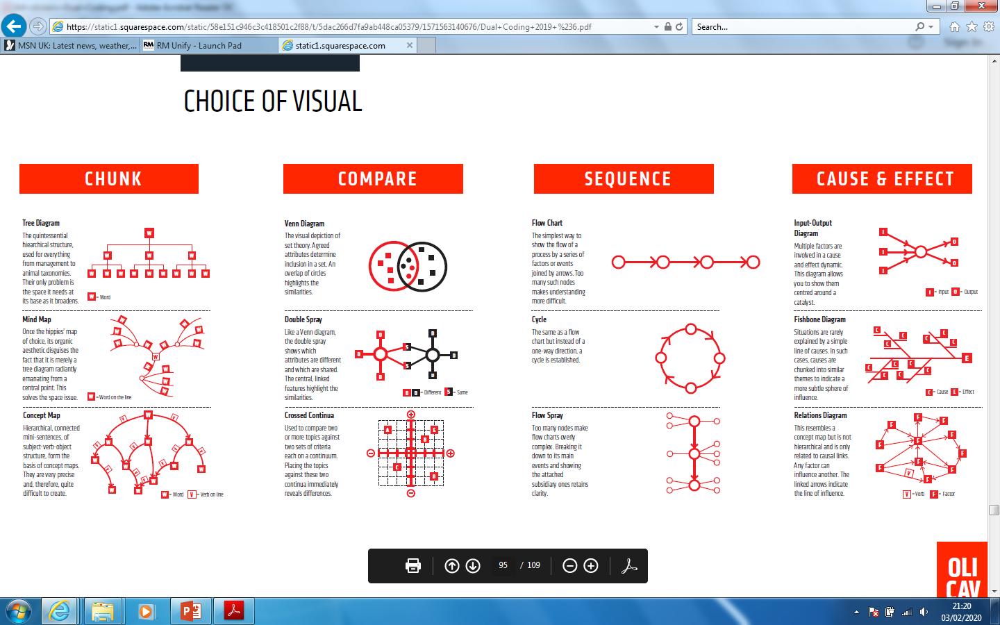 https://static1.squarespace.com/static/58e151c946c3c418501c2f88/t/5dac266d7fa9ab448ca05379/1571563140676/Dual+Coding+2019+%236.pdf
Search...
MSN UK: Latest news, weather,...
RM Unify - Launch Pad
static1.squarespace.com
CHOICE OF VISUAL
CHUNK
Tree Diagram
The quintessential
hiearchical structure,
used for everything
from management to
animal taxonomies.
Their only problem is
the space it needs at
its base as it broadens.
W
W W W
W W W W W W W W W
W = Word
Mind Map
Once the hippies' map
of choice, its organic
aesthetic disguises the
fact that it is merely a
tree diagram radiantly
emanating from a
central point. This
solves the space issue.
W = Word on the line
Concept Map
Hierarchical, connected
mini-sentences, of
subject-verb-object
structure, form the
basis of concept maps.
They are very precise
and, therefore, quite
difficult to create.
W = Word V = Verb on line
COMPARE
Venn Diagram
The visual depiction of
set theory. Agreed
attributes determine
inclusion in a set. An
overlap of circles
highlights the
similarities.
Double Spray
Like a Venn diagram,
the double spray
shows which
attributes are different
and which are shared.
The central, linked
features highlight the
similarities.
D D
D S D
S
D D
D D = Different S = Same
Crossed Continua
Used to compare two
or more topics against
two sets of criteria
each on a continuum.
Placing the topics
against these two
continua immediately
reveals differences.
A E
B
C
D
SEQUENCE
Flow Chart
The simplest way to
show the flow of a
process by a series of
factors or events
joined by arrows. Too
many such nodes
makes understanding
more difficult.
Cycle
The same as a flow
chart but instead of a
one-way direction, a
cycle is established.
Flow Spray
Too many nodes make
flow charts overly
complex. Breaking it
down to its main
events and showing
the attached
subsidiary ones retains
clarity.
CAUSE & EFFECT
Input-Output
Diagram
Multiple factors are
involved in a cause
and effect dynamic.
This diagram allows
you to show them
centred around a
catalyst.
I O
I
I O
I = Input O = Output
Fishbone Diagram
Situations are rarely
explained by a simple
line of causes. In such
cases, causes are
chunked into similar
themes to indicate a
more subtle sphere of
influence.
C = Cause E = Effect
Relations Diagram
This resembles a
concept map but is not
hierarchical and is only
related to causal links.
Any factor can
influence another. The
linked arrows indicate
the line of influence.
V = Verb F = Factor
95 / 109
OLI
CAV
21:20
03/02/2020